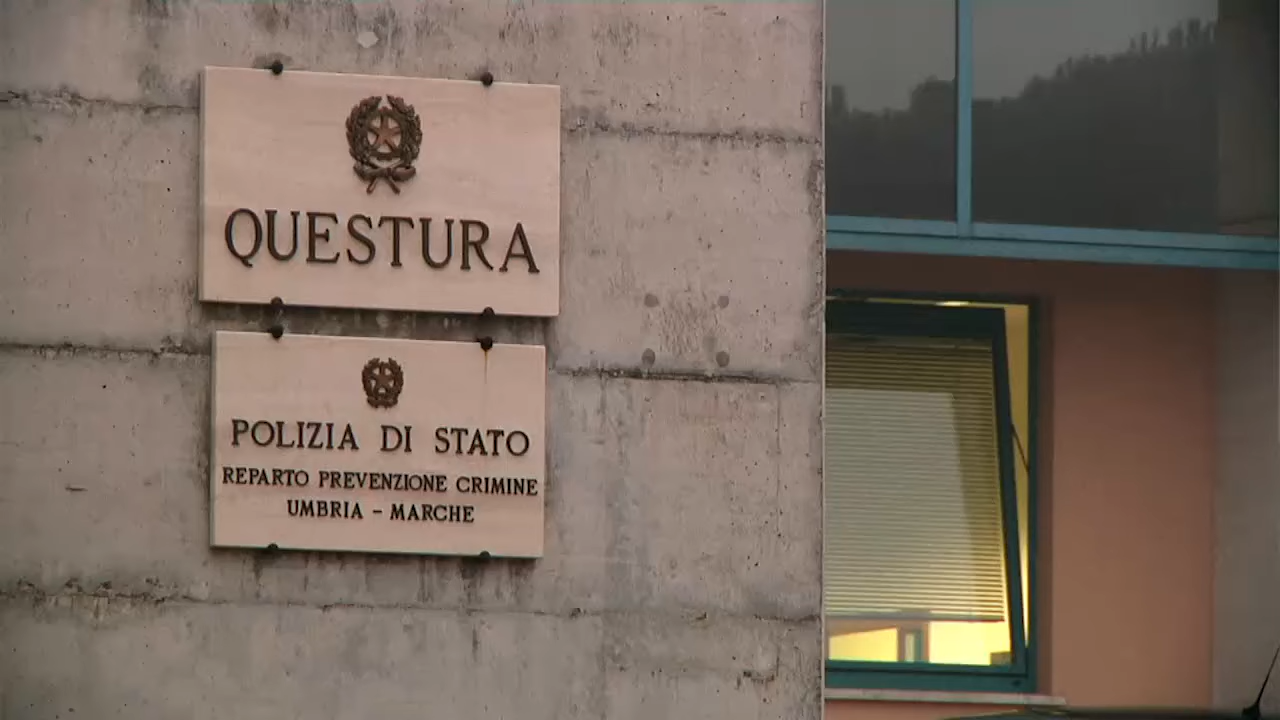 QUESTURA
POLIZIA DI STATO
REPARTO PREVENZIONE CRIMINE
UMBRIA - MARCHE